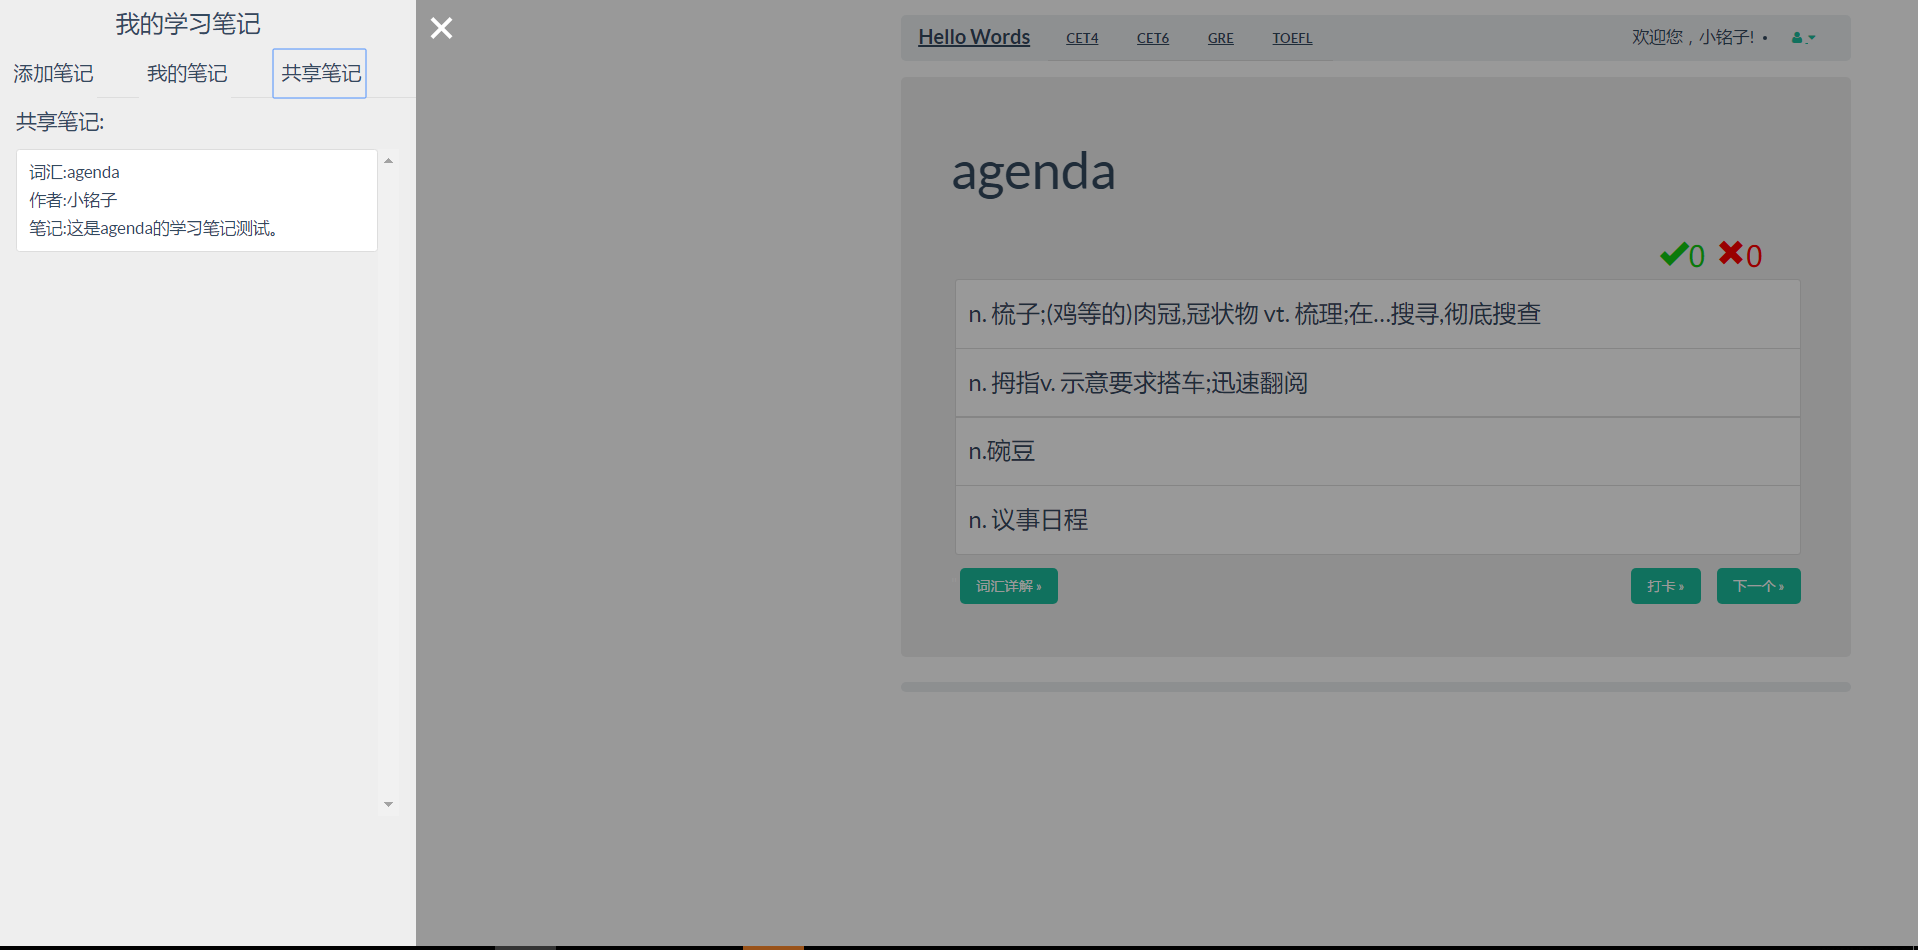 我的学习笔记
添加笔记 我的笔记 共享笔记
共享笔记:
词汇:agenda
作者:小铭子
笔记:这是agenda的学习笔记测试。
Hello Words CET4 CET6 GRE TOEFL 欢迎您，小铭子! •
agenda
0 0
n. 梳子;(鸡等的)肉冠,冠状物 vt. 梳理;在…搜寻,彻底搜查
n. 拇指v. 示意要求搭车;迅速翻阅
n.碗豆
n. 议事日程
词汇详解 » 打卡 » 下一个 »